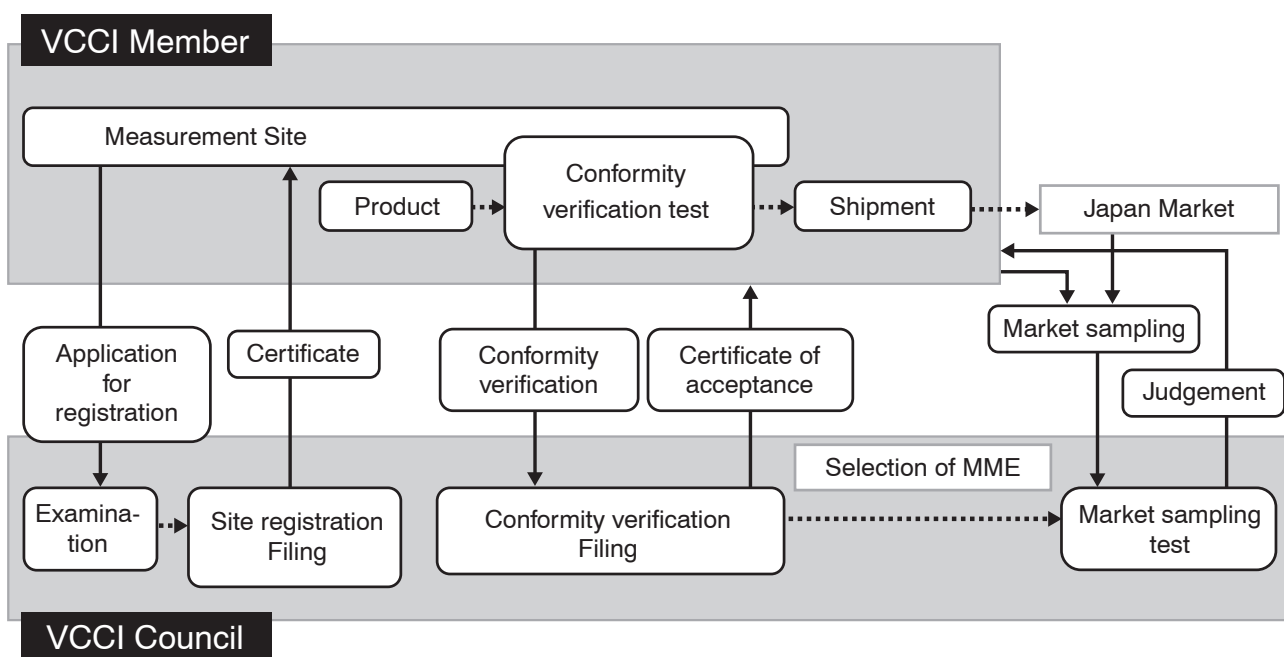 VCCI Member
Measurement Site
Conformity
verification test
Product
Shipment
Japan Market
Application
for
registration
Certificate
Conformity
verification
Certificate of
acceptance
Market sampling
Judgement
Selection of MME
Examina-
tion
Site registration
Filing
Conformity verification
Filing
Market sampling
test
VCCI Council